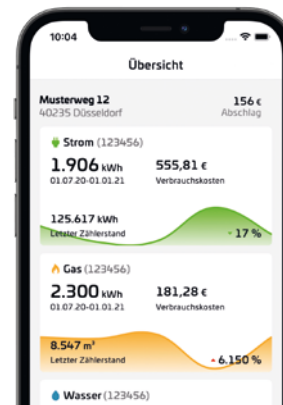 10:04
Übersicht
Musterweg 12 156 €
40235 Düsseldorf Abschlag
Strom (123456)
1.906 kWh 555,81 €
01.07.20-01.01.21 Verbrauchskosten
125.617 kWh
Letzter Zählerstand - 17 %
Gas (123456)
2.300 kWh 181,28 €
01.07.20-01.01.21 Verbrauchskosten
8.547 m³
Letzter Zählerstand 6.150 %
Wasser (123456)